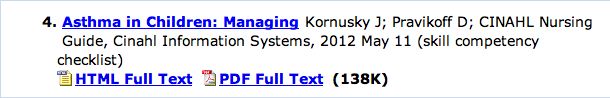 4. Asthma in Children: Managing Kornusky J; Pravikoff D; CINAHL Nursing
Guide, Cinahl Information Systems, 2012 May 11 (skill competency
checklist)
HTML Full Text PDF Full Text (138K)